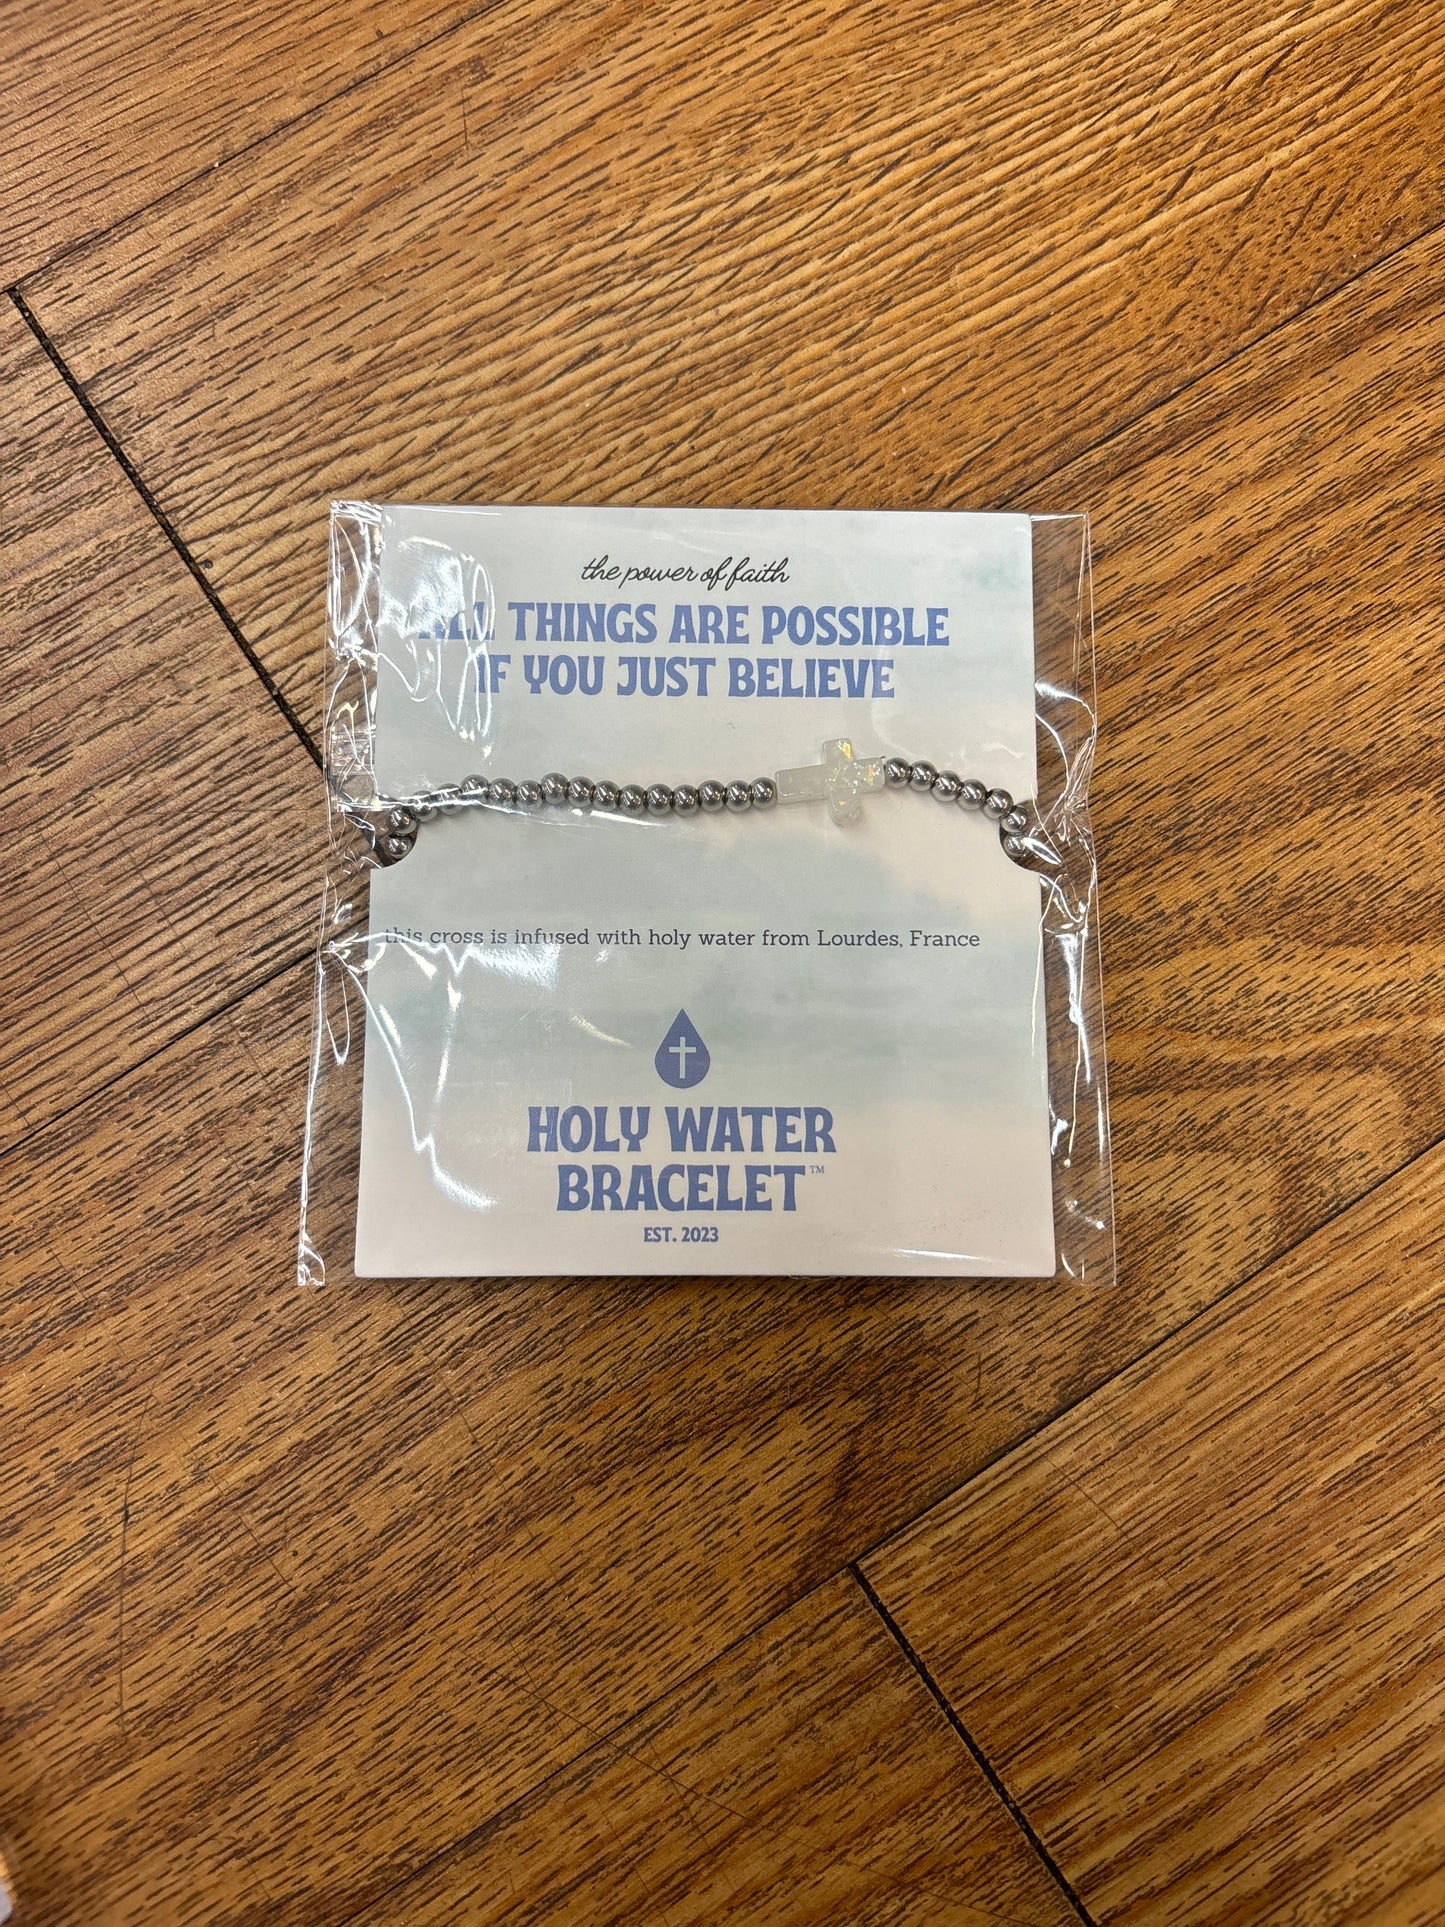 the power of faith
ALL THINGS ARE POSSIBLE
IF YOU JUST BELIEVE
this cross is infused with holy water from Lourdes, France
HOLY WATER
BRACELET™
EST. 2023